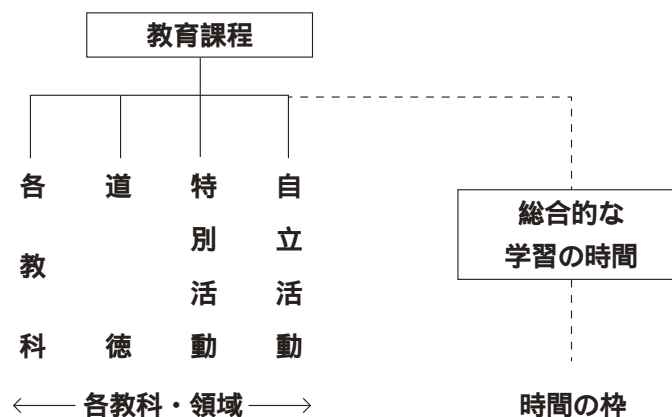 教育課程
各教科
道徳
特別活動
自立活動
総合的な
学習の時間
各教科・領域
時間の枠